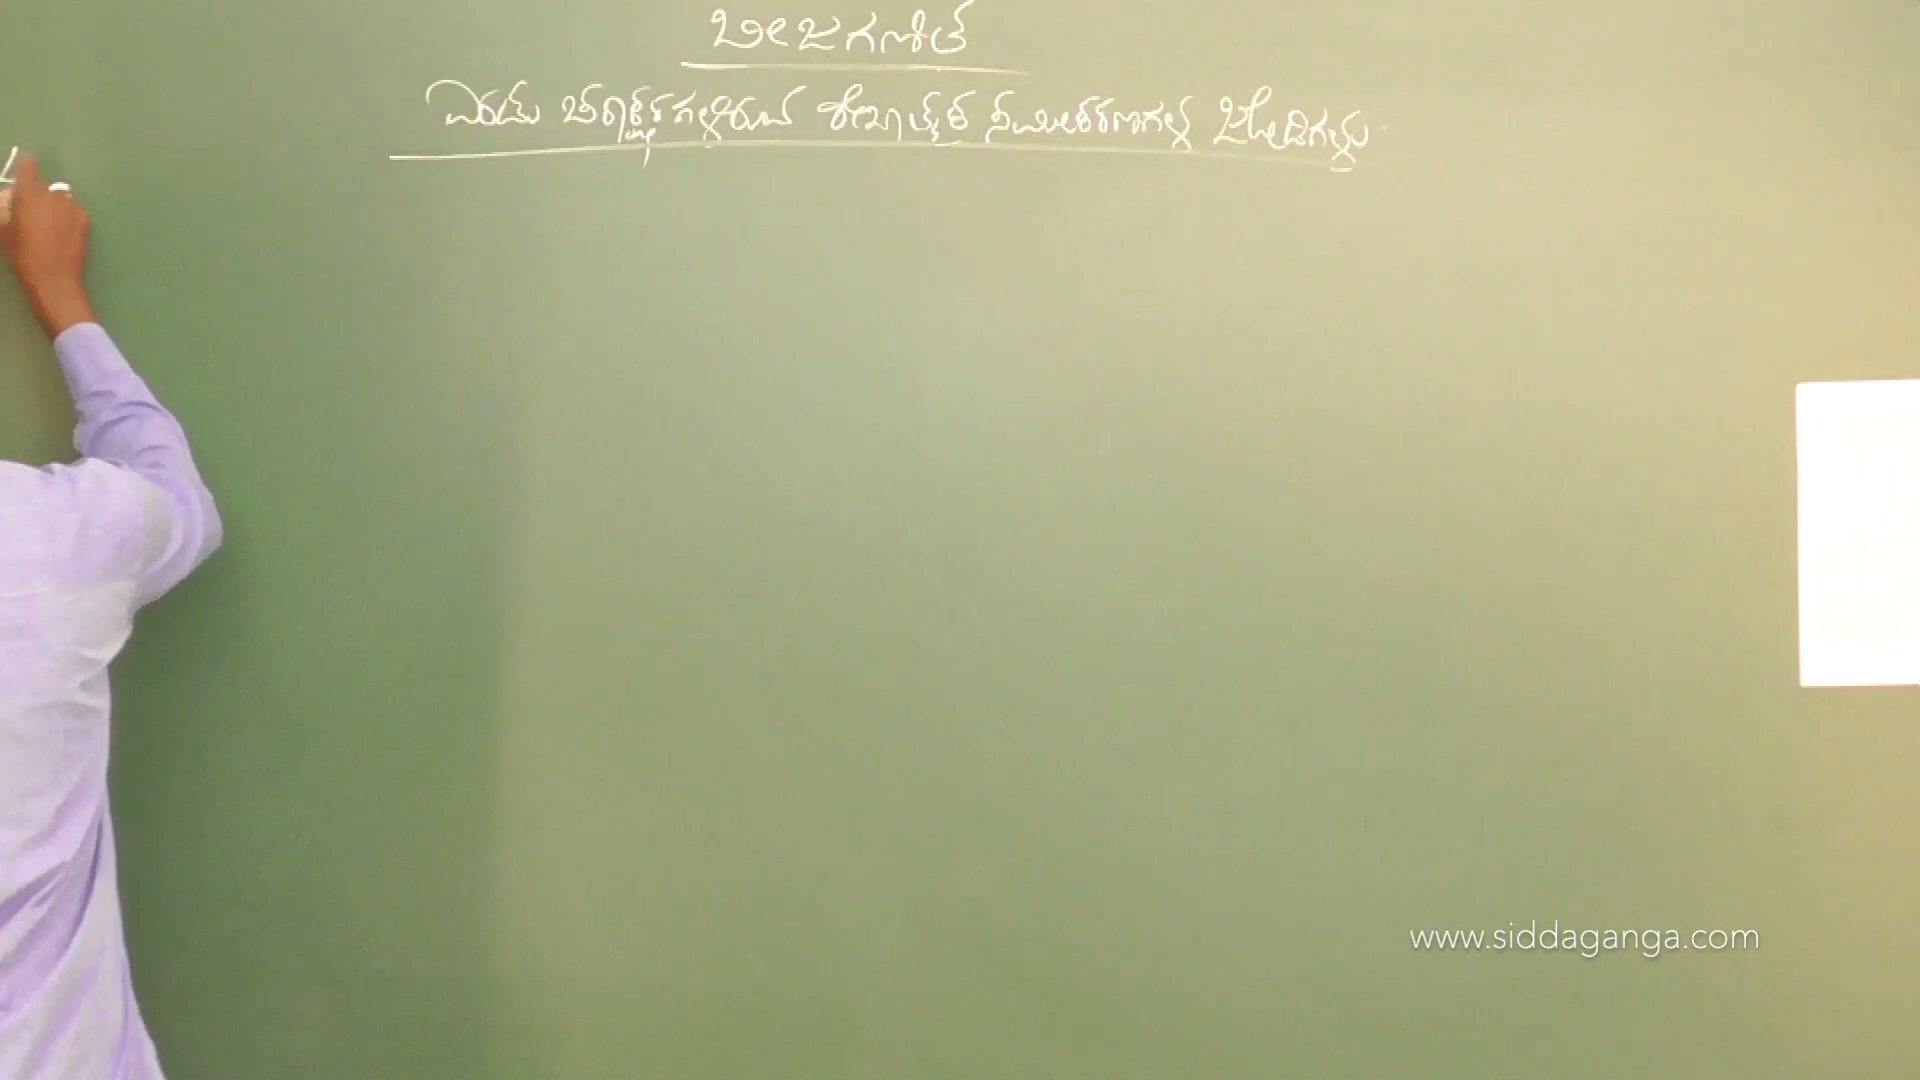 ಬೀಜಗಣಿತ
ಎರಡು ಚರಾಕ್ಷರಗಳಿರುವ ರೇಖಾತ್ಮಕ ಸಮೀಕರಣಗಳ ಜೋಡಿಗಳು
www.siddaganga.com